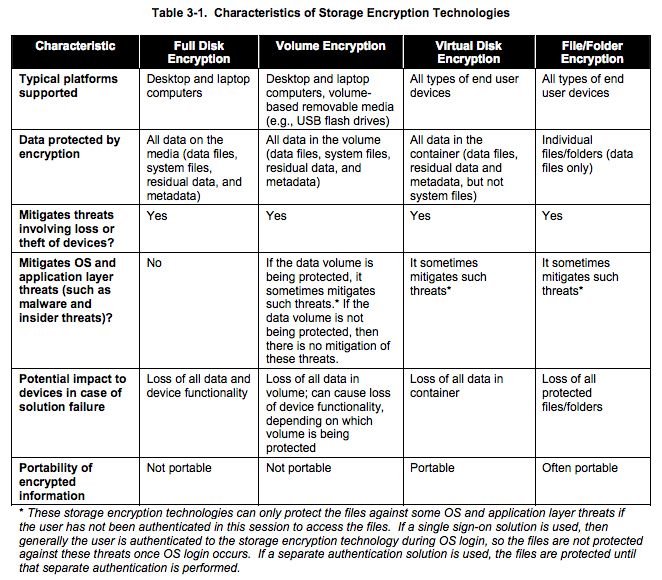 Table 3-1. Characteristics of Storage Encryption Technologies
Characteristic
Full Disk
Encryption
Volume Encryption
Virtual Disk
Encryption
File/Folder
Encryption
Typical platforms
supported
Desktop and laptop
computers
Desktop and laptop
computers, volume-
based removable media
(e.g., USB flash drives)
All types of end user
devices
All types of end user
devices
Data protected by
encryption
All data on the
media (data files,
system files,
residual data, and
metadata)
All data in the volume
(data files, system files,
residual data, and
metadata)
All data in the
container (data files,
residual data and
metadata, but not
system files)
Individual
files/folders (data
files only)
Mitigates threats
involving loss or
theft of devices?
Yes
Yes
Yes
Yes
Mitigates OS and
application layer
threats (such as
malware and
insider threats)?
No
If the data volume is
being protected, it
sometimes mitigates
such threats.* If the
data volume is not
being protected, then
there is no mitigation of
these threats.
It sometimes
mitigates such
threats*
It sometimes
mitigates such
threats*
Potential impact to
devices in case of
solution failure
Loss of all data and
device functionality
Loss of all data in
volume; can cause
loss of device functionality,
depending on which
volume is being
protected
Loss of all data in
container
Loss of all
protected
files/folders
Portability of
encrypted
information
Not portable
Not portable
Portable
Often portable
* These storage encryption technologies can only protect the files against some OS and application layer threats if
the user has not been authenticated in this session to access the files. If a single sign-on solution is used, then
generally the user is authenticated to the storage encryption technology during OS login, so the files are not protected
against these threats once OS login occurs. If a separate authentication solution is used, the files are protected until
that separate authentication is performed.